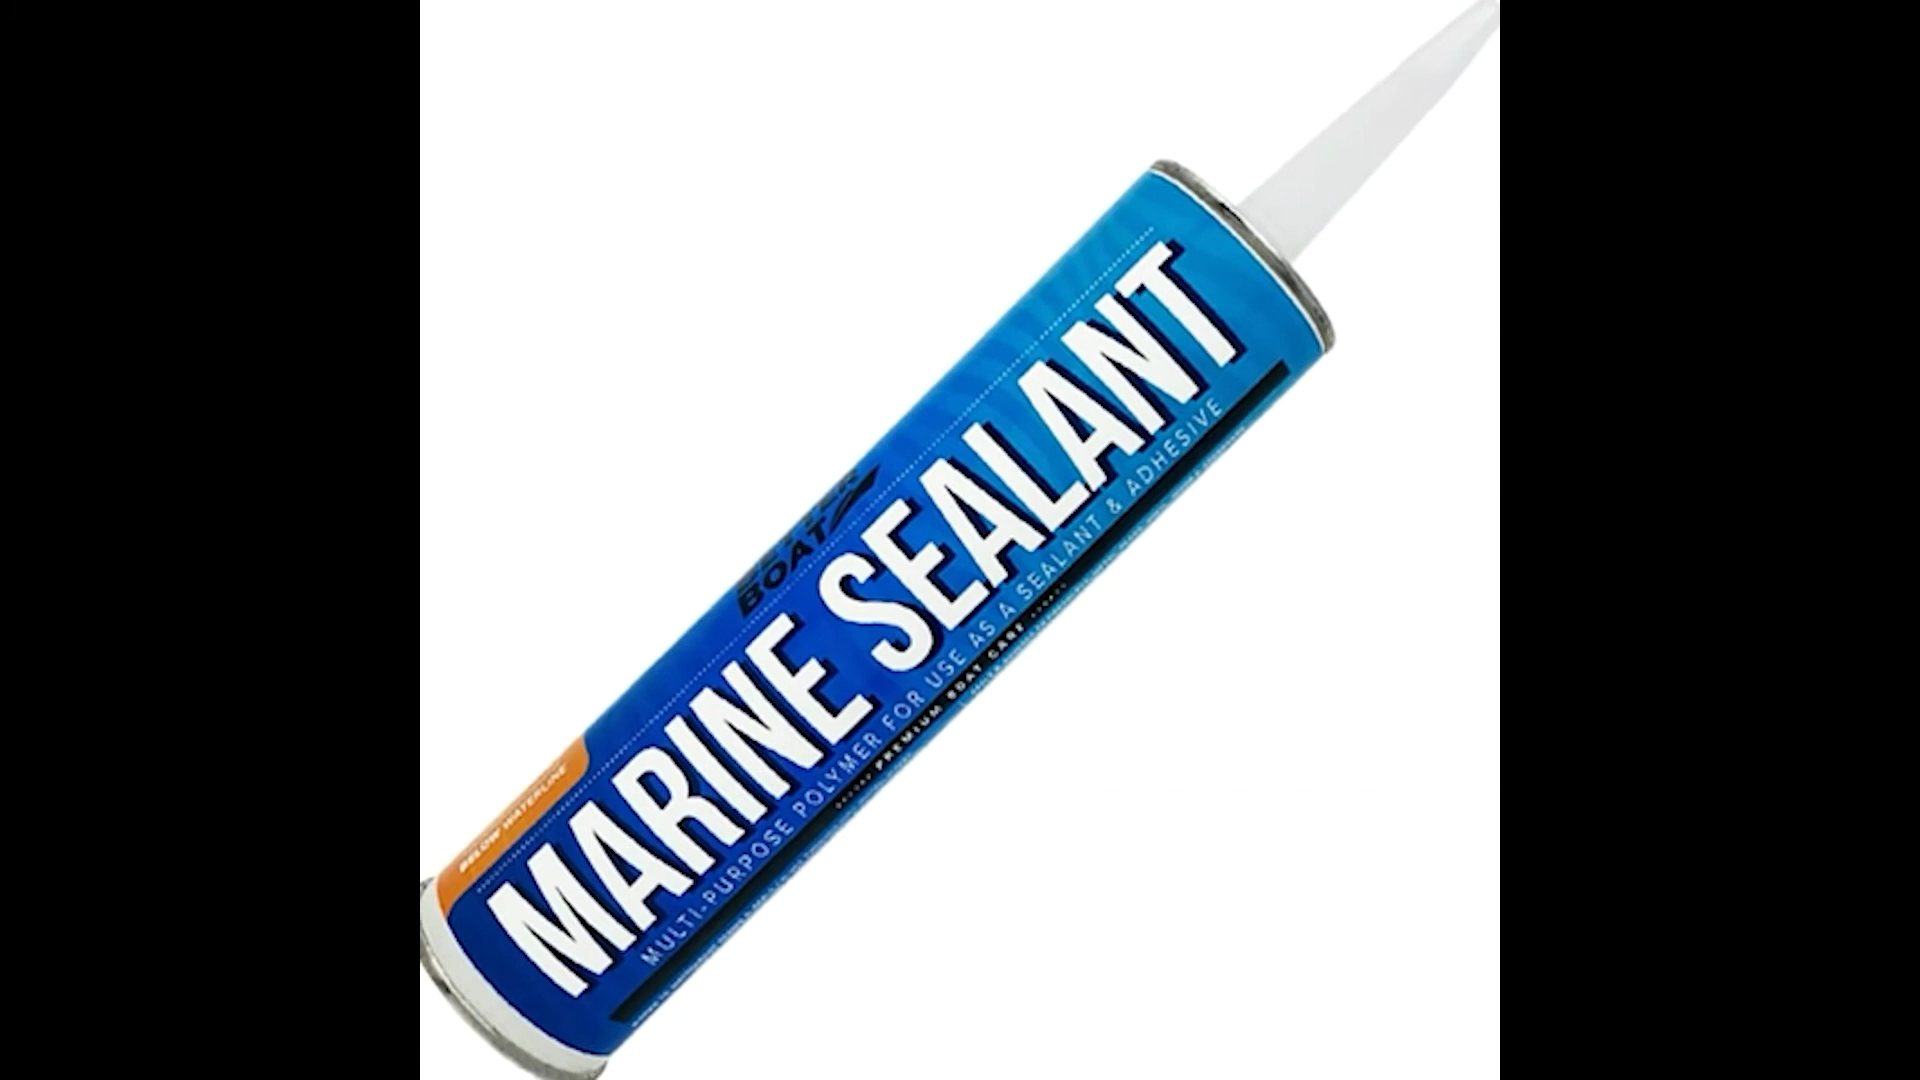 BOAT
MARINE SEALANT
MULTI-PURPOSE POLYMER FOR USE AS A SEALANT & ADHESIVE
PREMIUM BOAT CARE
BELOW WATERLINE